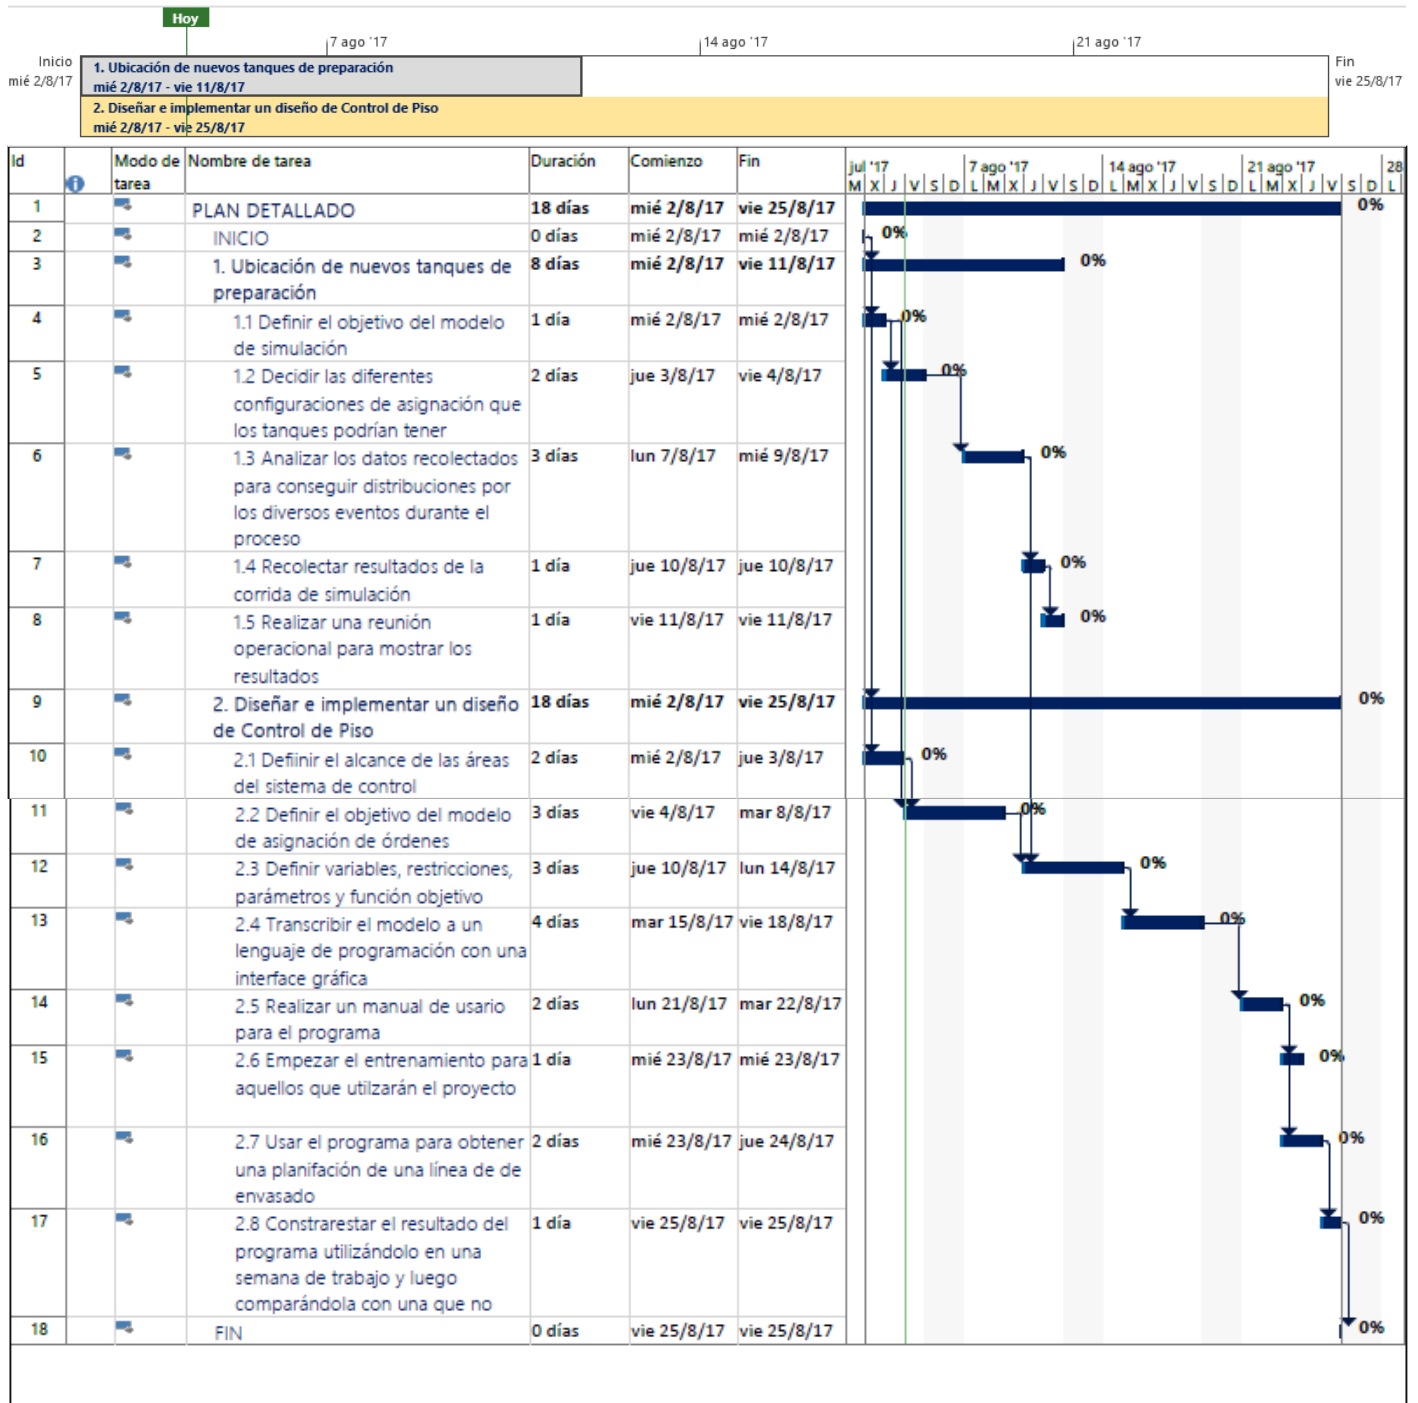 Hoy
7 ago '17
14 ago '17
21 ago '17
Inicio
mié 2/8/17
1. Ubicación de nuevos tanques de preparación
mié 2/8/17 - vie 11/8/17
2. Diseñar e implementar un diseño de Control de Piso
mié 2/8/17 - vie 25/8/17
Fin
vie 25/8/17
Id Modo de tarea Nombre de tarea Duración Comienzo Fin
jul '17 7 ago '17 14 ago '17 21 ago '17 28
M X J V S D L M X J V S D L M X J V S D L M X J V S D L
1 PLAN DETALLADO 18 días mié 2/8/17 vie 25/8/17 0%
2 INICIO 0 días mié 2/8/17 mié 2/8/17 0%
3 1. Ubicación de nuevos tanques de 8 días mié 2/8/17 vie 11/8/17 0%
preparación
4 1.1 Definir el objetivo del modelo 1 día mié 2/8/17 mié 2/8/17 0%
de simulación
5 1.2 Decidir las diferentes 2 días jue 3/8/17 vie 4/8/17 0%
configuraciones de asignación que
los tanques podrían tener
6 1.3 Analizar los datos recolectados 3 días lun 7/8/17 mié 9/8/17 0%
para conseguir distribuciones por
los diversos eventos durante el
proceso
7 1.4 Recolectar resultados de la 1 día jue 10/8/17 jue 10/8/17 0%
corrida de simulación
8 1.5 Realizar una reunión 1 día vie 11/8/17 vie 11/8/17 0%
operacional para mostrar los
resultados
9 2. Diseñar e implementar un diseño 18 días mié 2/8/17 vie 25/8/17 0%
de Control de Piso
10 2.1 Defiinir el alcance de las áreas 2 días mié 2/8/17 jue 3/8/17 0%
del sistema de control
11 2.2 Definir el objetivo del modelo 3 días vie 4/8/17 mar 8/8/17 0%
de asignación de órdenes
12 2.3 Definir variables, restricciones, 3 días jue 10/8/17 lun 14/8/17 0%
parámetros y función objetivo
13 2.4 Transcribir el modelo a un 4 días mar 15/8/17 vie 18/8/17 0%
lenguaje de programación con una
interface gráfica
14 2.5 Realizar un manual de usario 2 días lun 21/8/17 mar 22/8/17 0%
para el programa
15 2.6 Empezar el entrenamiento para 1 día mié 23/8/17 mié 23/8/17 0%
aquellos que utilzarán el proyecto
16 2.7 Usar el programa para obtener 2 días mié 23/8/17 jue 24/8/17 0%
una planifación de una línea de de
envasado
17 2.8 Constrarestar el resultado del 1 día vie 25/8/17 vie 25/8/17 0%
programa utilizándolo en una
semana de trabajo y luego
comparándola con una que no
18 FIN 0 días vie 25/8/17 vie 25/8/17 0%